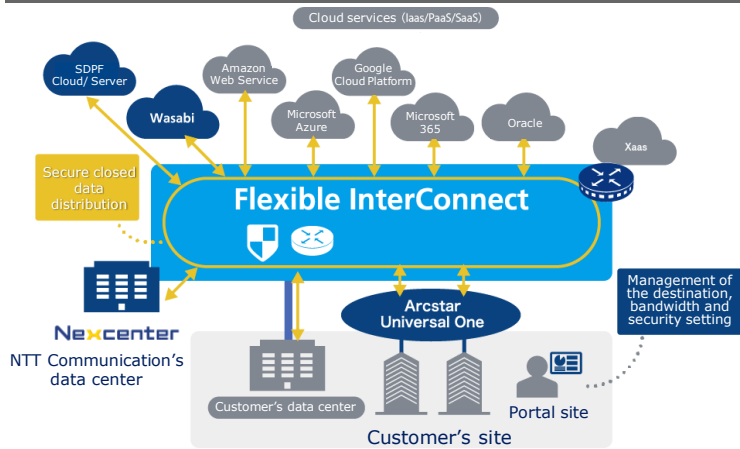 Cloud services (Iaas/PaaS/SaaS)
SDPF
Cloud/ Server
Amazon
Web Service
Google
Cloud Platform
Wasabi
Microsoft
Azure
Microsoft
365
Oracle
Xaas
Secure closed
data
distribution
Flexible InterConnect
Management of
the destination,
bandwidth and
security setting
Arcstar
Universal One
Nexcenter
NTT Communication's
data center
Customer's data center
Portal site
Customer's site